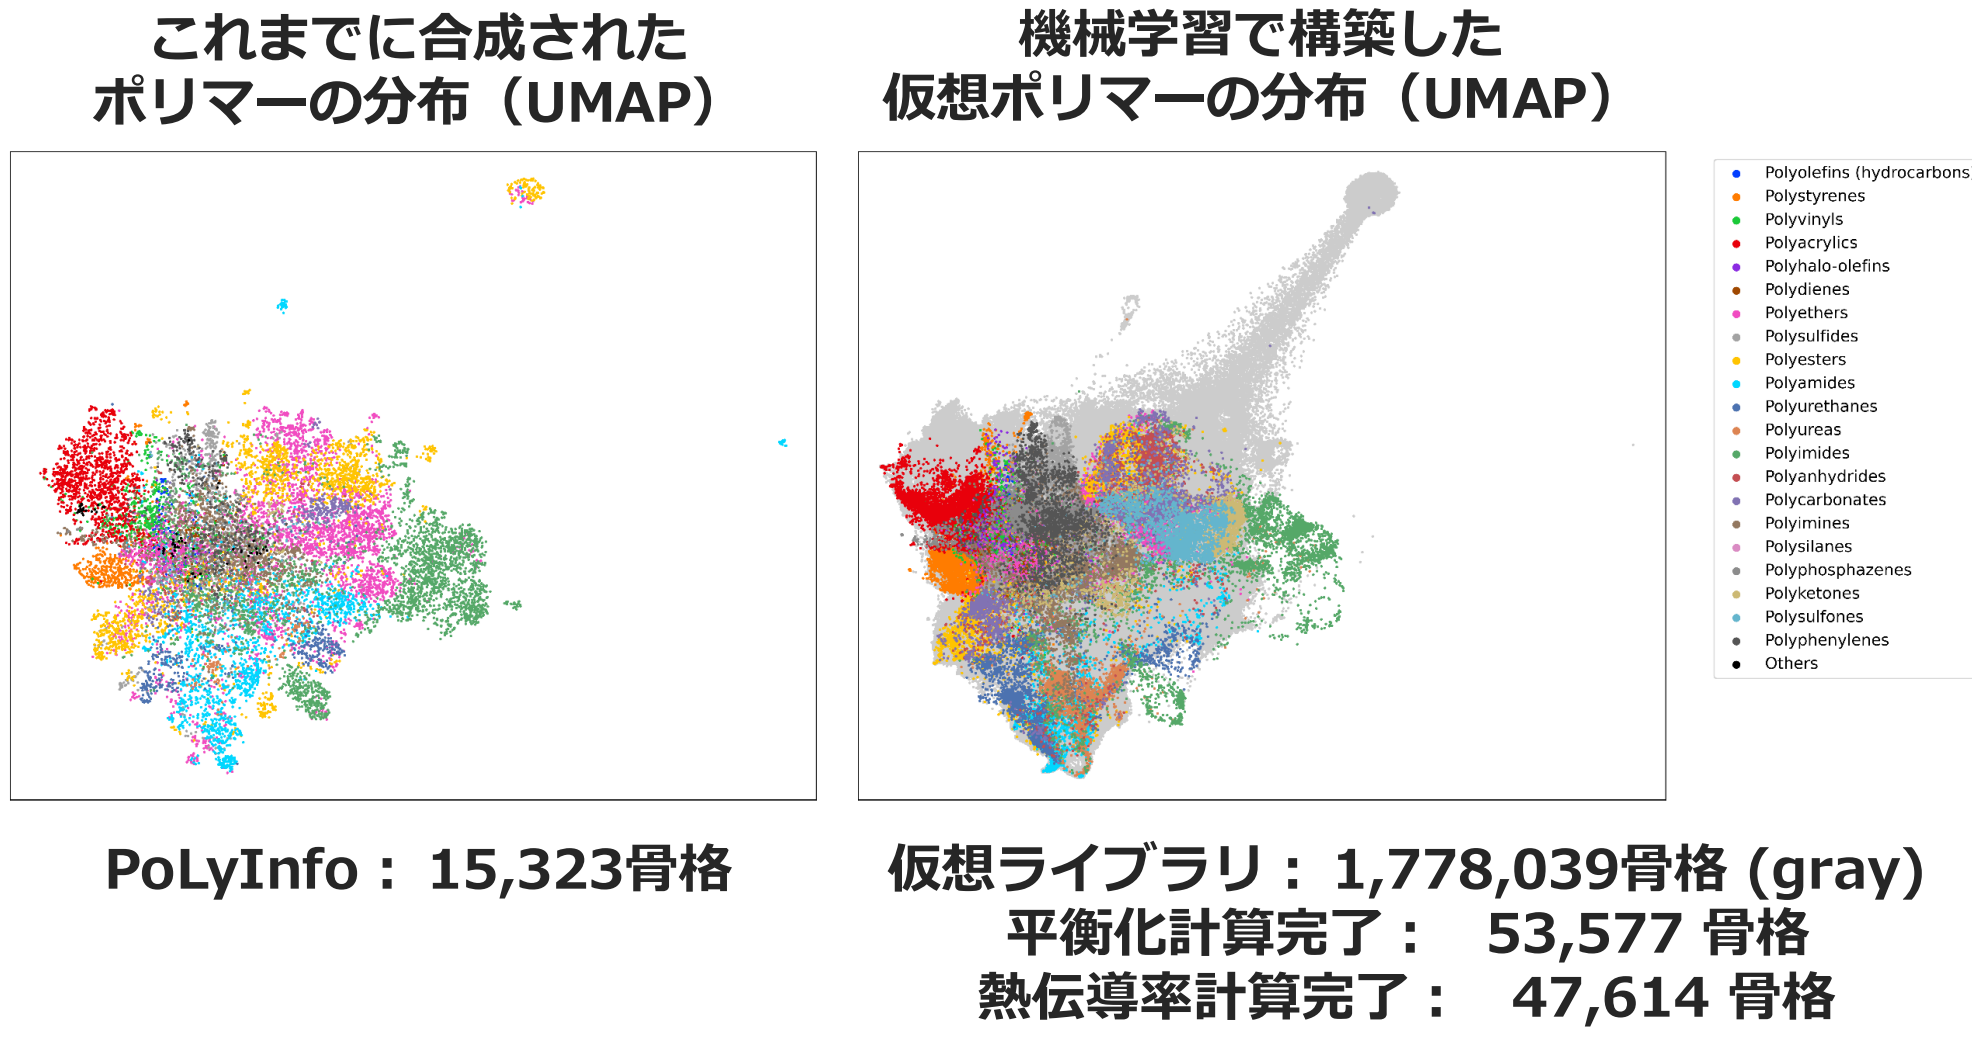 これまでに合成された
ポリマーの分布（UMAP）
機械学習で構築した
仮想ポリマーの分布（UMAP）
Polyolefins (hydrocarbons)
Polystyrenes
Polyvinyls
Polyacrylics
Polyhalo-olefins
Polydienes
Polyethers
Polysulfides
Polyesters
Polyamides
Polyurethanes
Polyureas
Polyimides
Polyanhydrides
Polycarbonates
Polyimines
Polysilanes
Polyphosphazenes
Polyketones
Polysulfones
Polyphenylenes
Others
PoLyInfo： 15,323骨格
仮想ライブラリ： 1,778,039骨格 (gray)
平衡化計算完了： 53,577 骨格
熱伝導率計算完了： 47,614 骨格